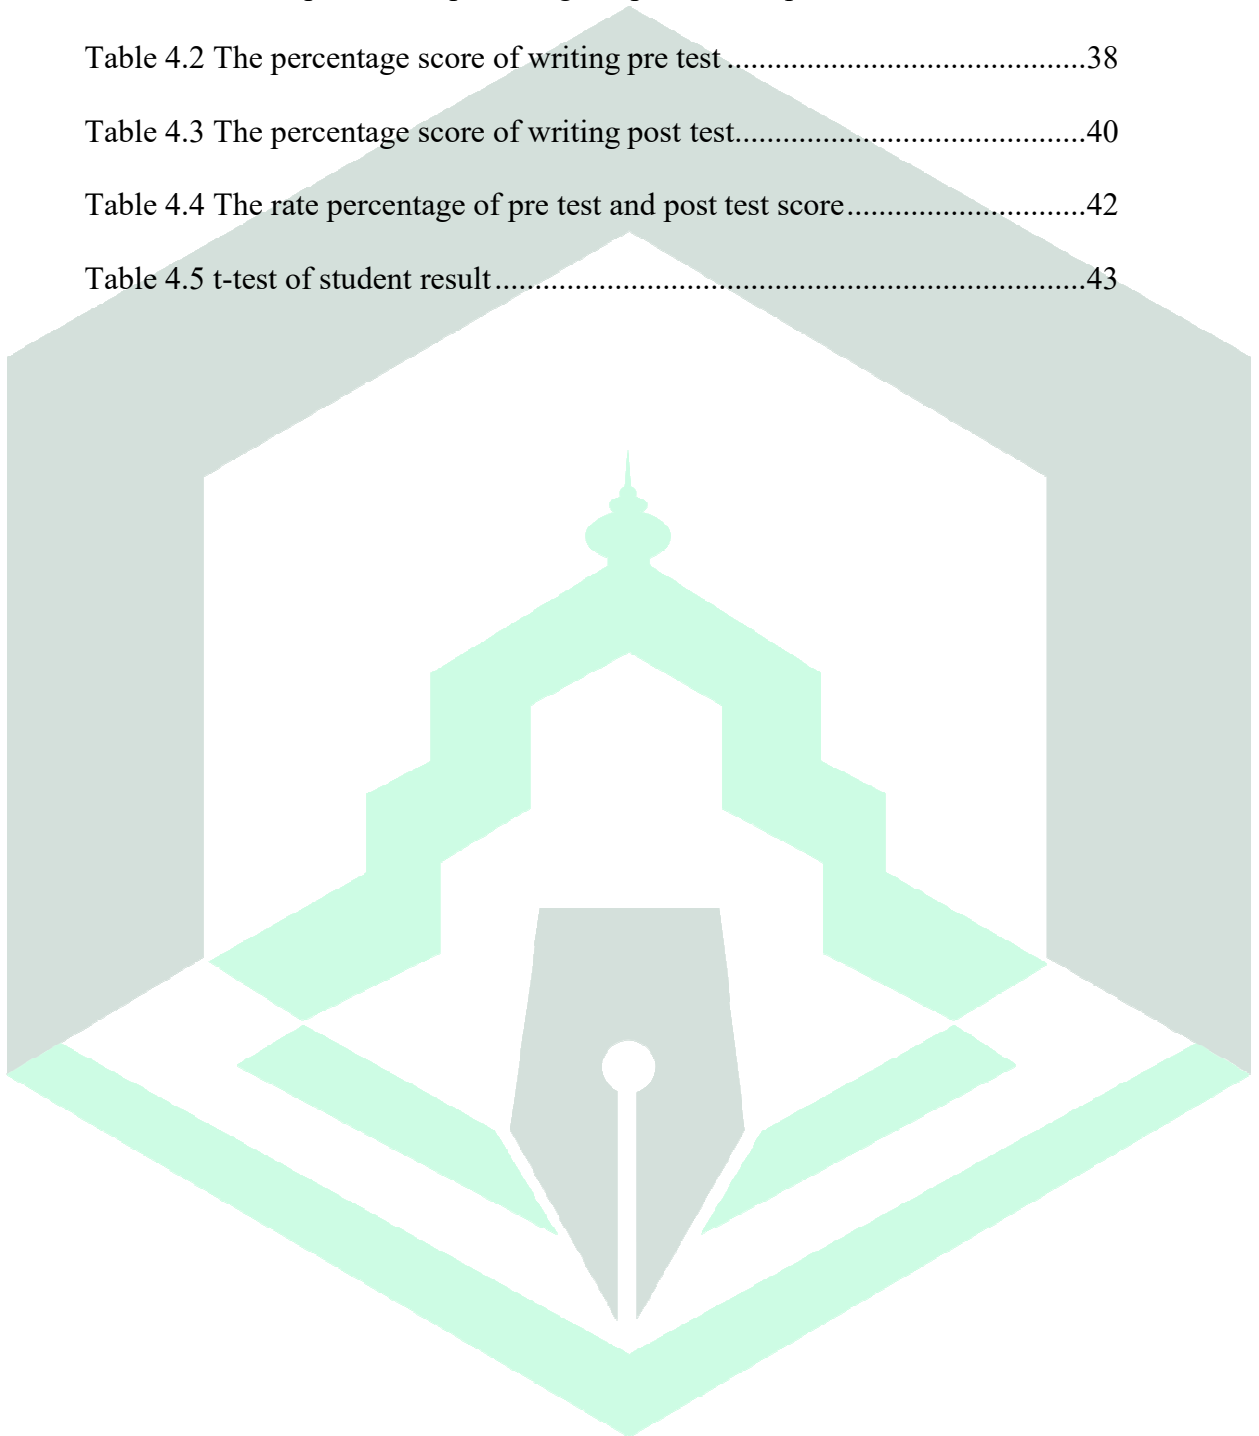 Table 4.2 The percentage score of writing pre test .............................................38
Table 4.3 The percentage score of writing post test............................................40
Table 4.4 The rate percentage of pre test and post test score..............................42
Table 4.5 t-test of student result..........................................................................43